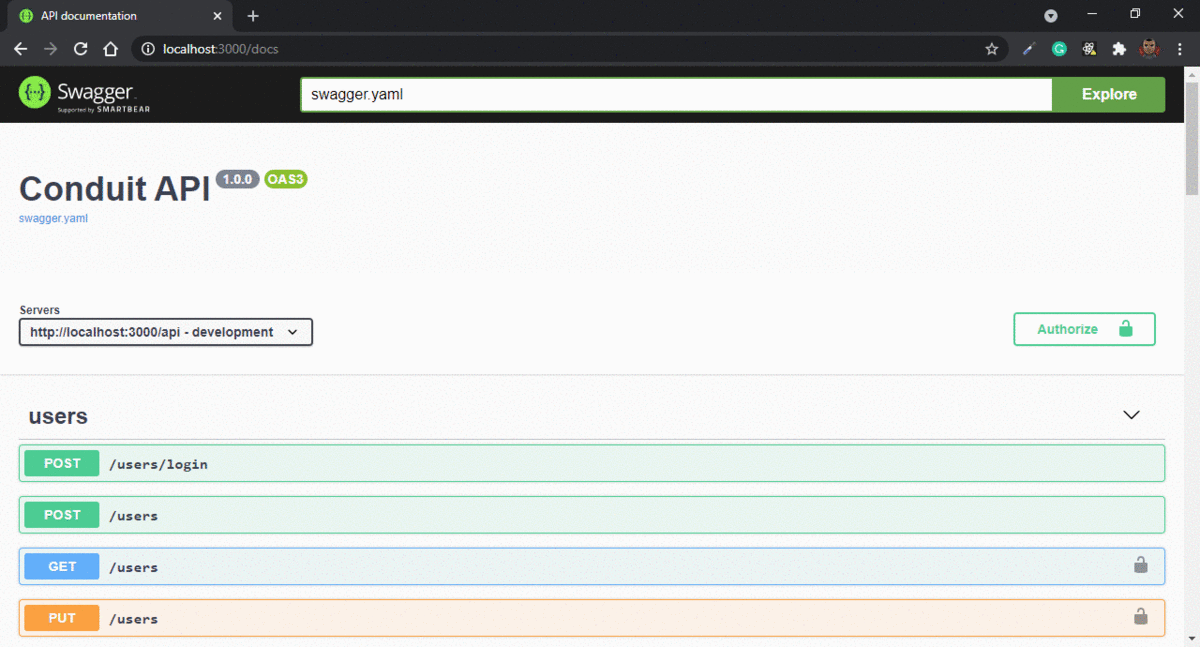 API documentation
localhost:3000/docs
Swagger
Supported by SMARTBEAR
swagger.yaml
Explore
Conduit API 1.0.0 OAS3
swagger.yaml
Servers
http://localhost:3000/api - development
Authorize
users
POST /users/login
POST /users
GET /users
PUT /users